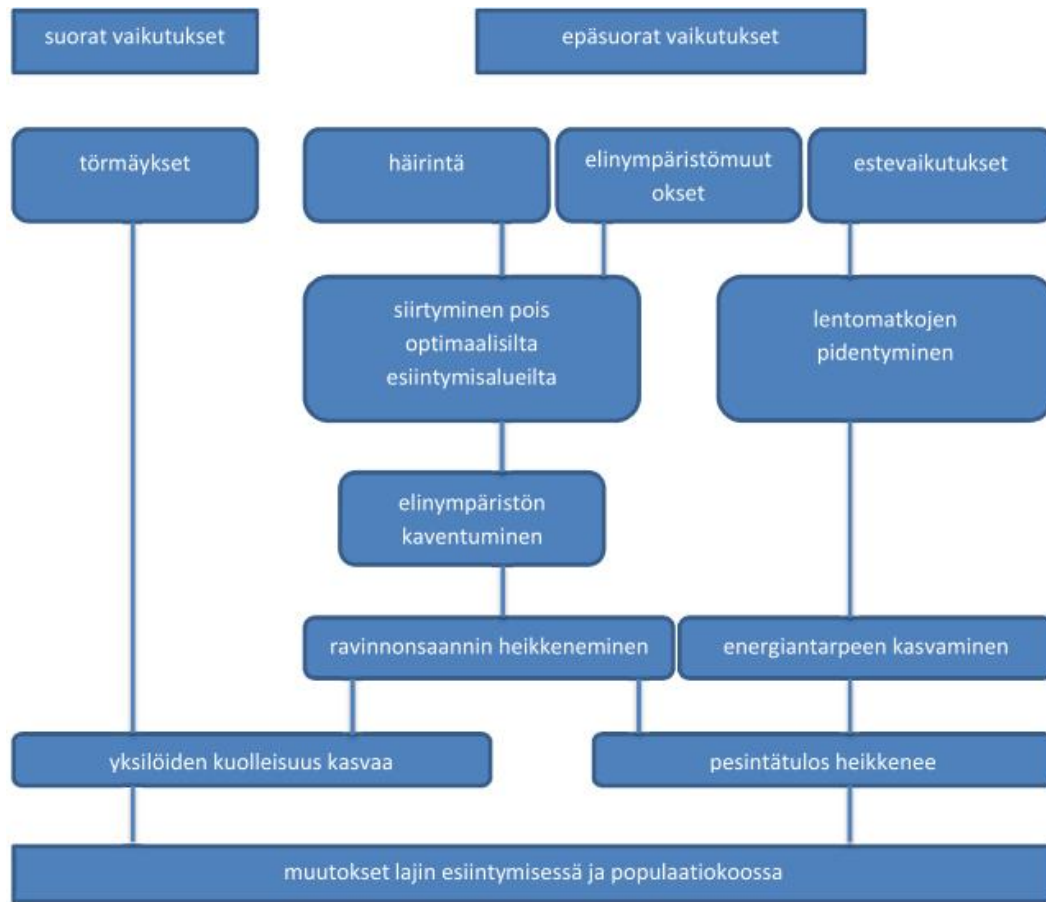 suorat vaikutukset
epäsuorat vaikutukset
törmäykset
häirintä
elinympäristömuut
okset
estevaikutukset
siirtyminen pois
optimaalisilta
esiintymisalueilta
lentomatkojen
pidentyminen
elinympäristön
kaventuminen
ravinnonsaannin heikkeneminen
energiantarpeen kasvaminen
yksilöiden kuolleisuus kasvaa
pesintätulos heikkenee
muutokset lajin esiintymisessä ja populaatiokoossa